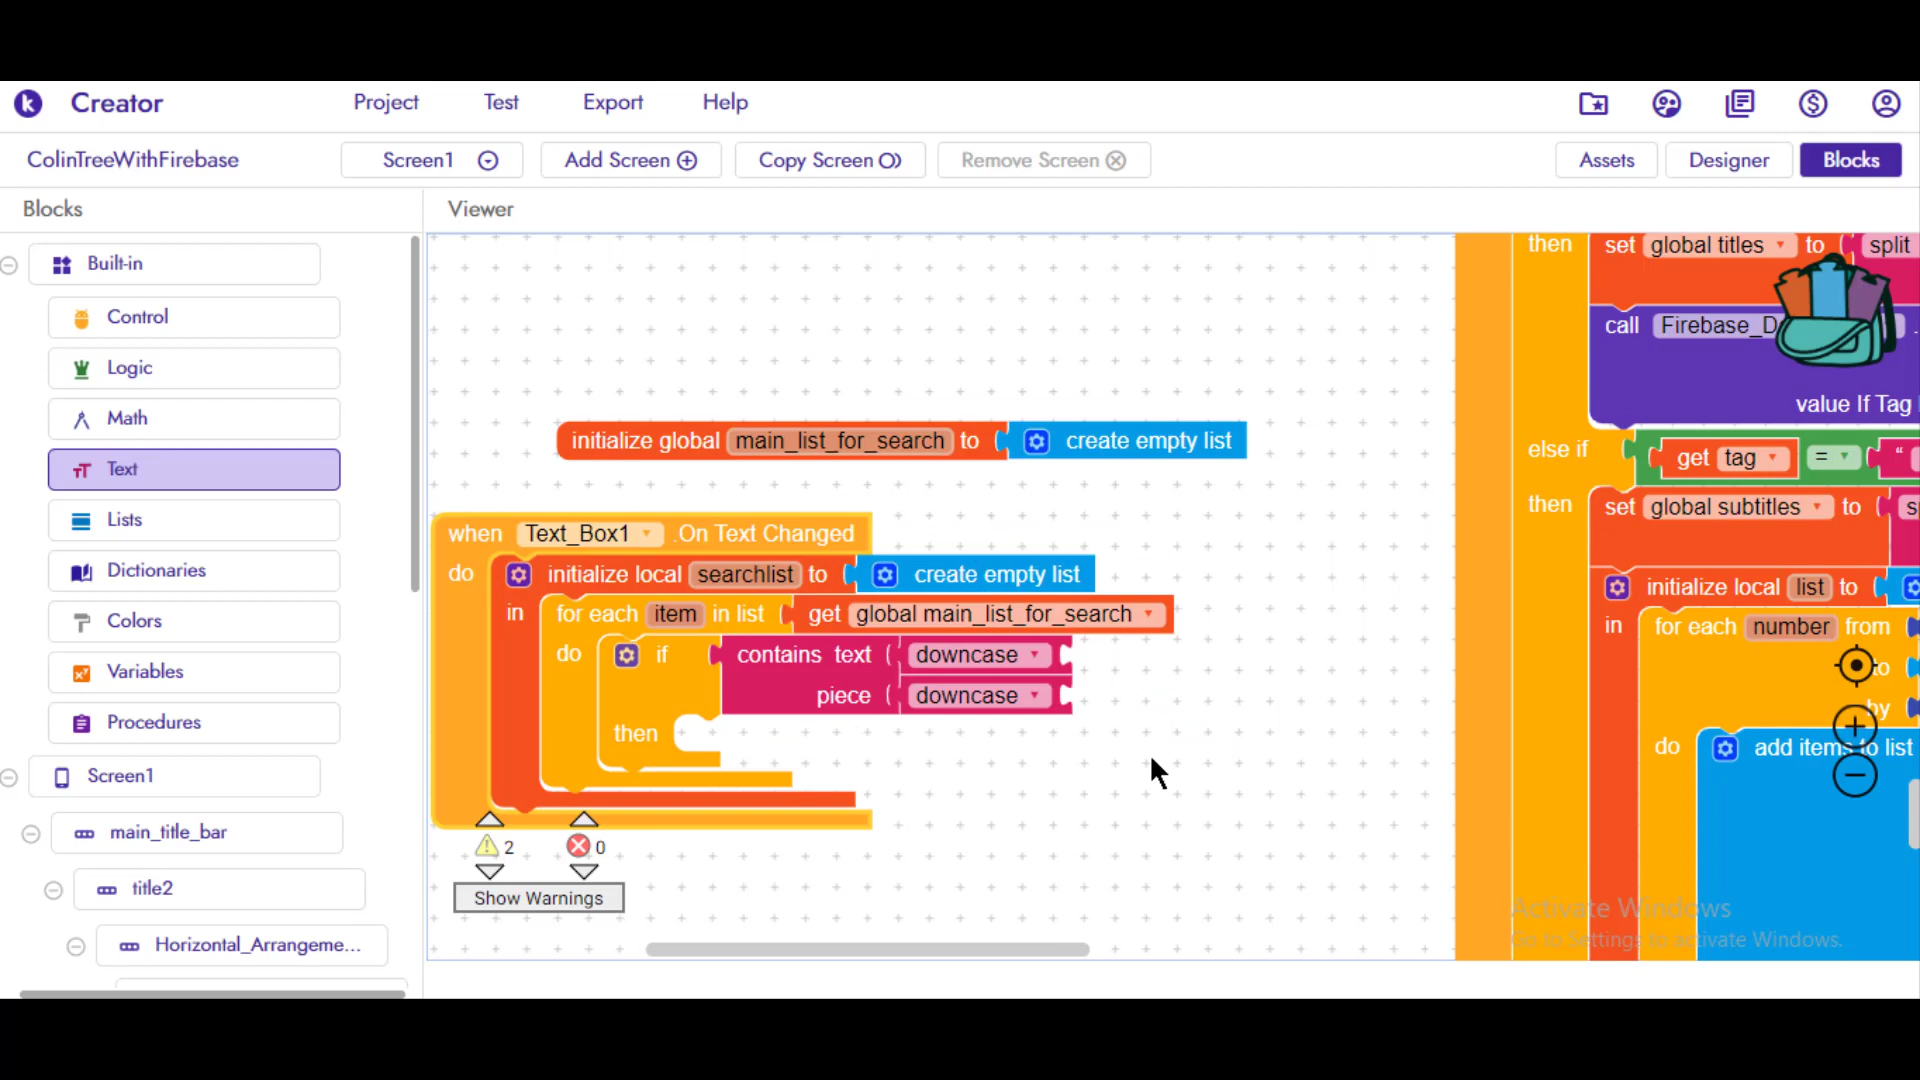 Creator
Project
Test
Export
Help
ColinTreeWithFirebase
Screen1
Add Screen
Copy Screen
Remove Screen
Assets
Designer
Blocks
Blocks
Viewer
Built-in
Control
Logic
Math
Text
Lists
Dictionaries
Colors
Variables
Procedures
Screen1
main_title_bar
title2
Horizontal_Arrangeme...
initialize global main_list_for_search to create empty list
when Text_Box1 .On Text Changed
do initialize local searchlist to create empty list
in for each item in list get global main_list_for_search
do if contains text downcase
piece downcase
then
2 0
Show Warnings
then set global titles to split
call Firebase_D
value If Tag
else if get tag = “
then set global subtitles to
initialize local list to
in for each number from
to
by
do add items to list
Activate Windows
Go to Settings to activate Windows.